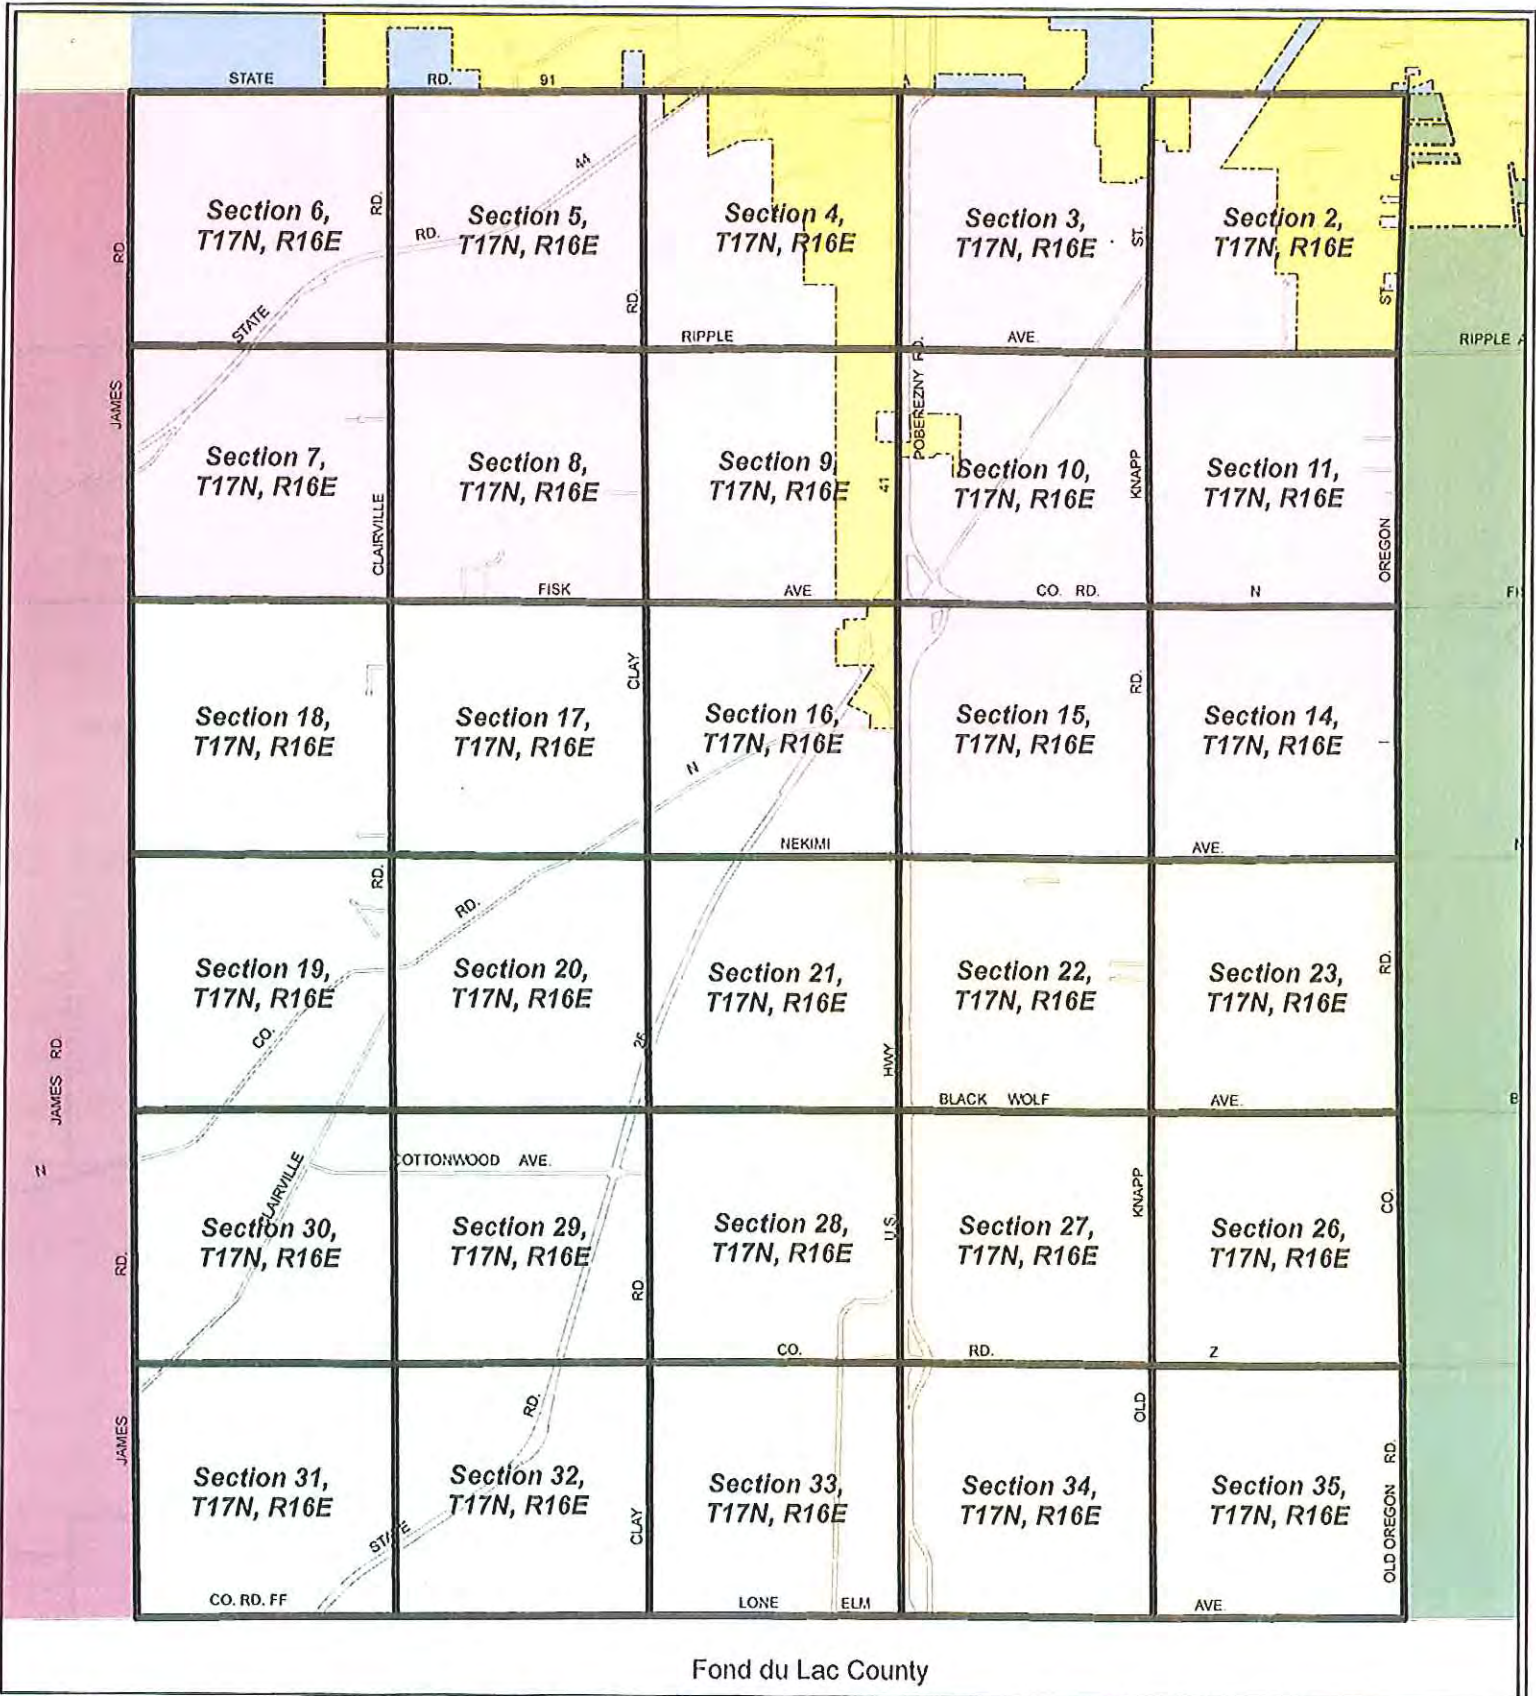 STATE RD. 91 A
Section 6,
T17N, R16E
RD.
Section 5,
T17N, R16E
44
RD.
STATE
RD.
Section 4,
T17N, R16E
Section 3,
T17N, R16E
ST.
Section 2,
T17N, R16E
ST.
RD.
RIPPLE AVE. RIPPLE A
JAMES
Section 7,
T17N, R16E
CLAIRVILLE
Section 8,
T17N, R16E
Section 9,
T17N, R16E
41
POBEREZNY RD.
Section 10,
T17N, R16E
KNAPP
Section 11,
T17N, R16E
OREGON
FISK AVE. CO. RD. N
Section 18,
T17N, R16E
Section 17,
T17N, R16E
CLAY
Section 16,
T17N, R16E
N
Section 15,
T17N, R16E
RD.
Section 14,
T17N, R16E
I
NEKIMI AVE.
RD.
Section 19,
T17N, R16E
CO.
RD.
Section 20,
T17N, R16E
26
Section 21,
T17N, R16E
HWY
Section 22,
T17N, R16E
Section 23,
T17N, R16E
RD.
JAMES RD.
BLACK WOLF AVE. B
N
COTTONWOOD AVE.
CLAIRVILLE
Section 30,
T17N, R16E
Section 29,
T17N, R16E
RD
Section 28,
T17N, R16E
U.S.
Section 27,
T17N, R16E
KNAPP
Section 26,
T17N, R16E
CO.
RD.
CO. RD. Z
JAMES
Section 31,
T17N, R16E
RD.
Section 32,
T17N, R16E
STATE
CLAY
Section 33,
T17N, R16E
Section 34,
T17N, R16E
OLD
Section 35,
T17N, R16E
OLD OREGON RD.
CO. RD. FF LONE ELM AVE.
Fond du Lac County